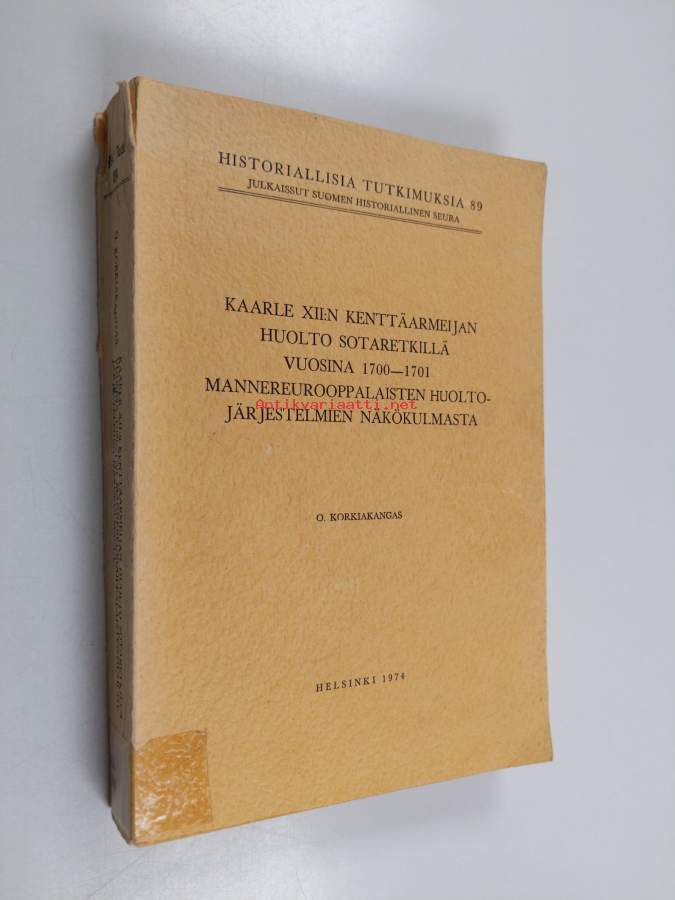 HISTORIALLISIA TUTKIMUKSIA 89
JULKAISSUT SUOMEN HISTORIALLINEN SEURA
KAARLE XII:N KENTTÄARMEIJAN
HUOLTO SOTARETKILLÄ
VUOSINA 1700—1701
MANNEREUROOPPALAISTEN HUOLTO-
JÄRJESTELMIEN NÄKÖKULMASTA
Antikvariaatti.net
O. KORKIAKANGAS
HELSINKI 1974